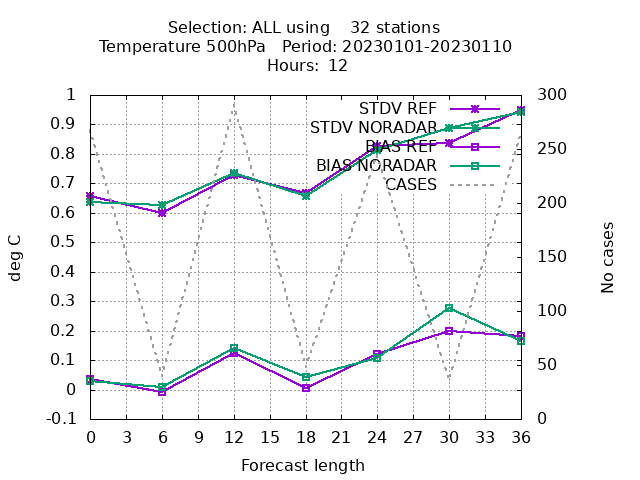 Selection: ALL using    32 stations
Temperature 500hPa   Period: 20230101-20230110
Hours: 12
STDV REF
STDV NORADAR
BIAS REF
BIAS NORADAR
CASES
1
0.9
0.8
0.7
0.6
0.5
0.4
0.3
0.2
0.1
0
-0.1
deg C
300
250
200
150
100
50
0
No cases
0 3 6 9 12 15 18 21 24 27 30 33 36
Forecast length